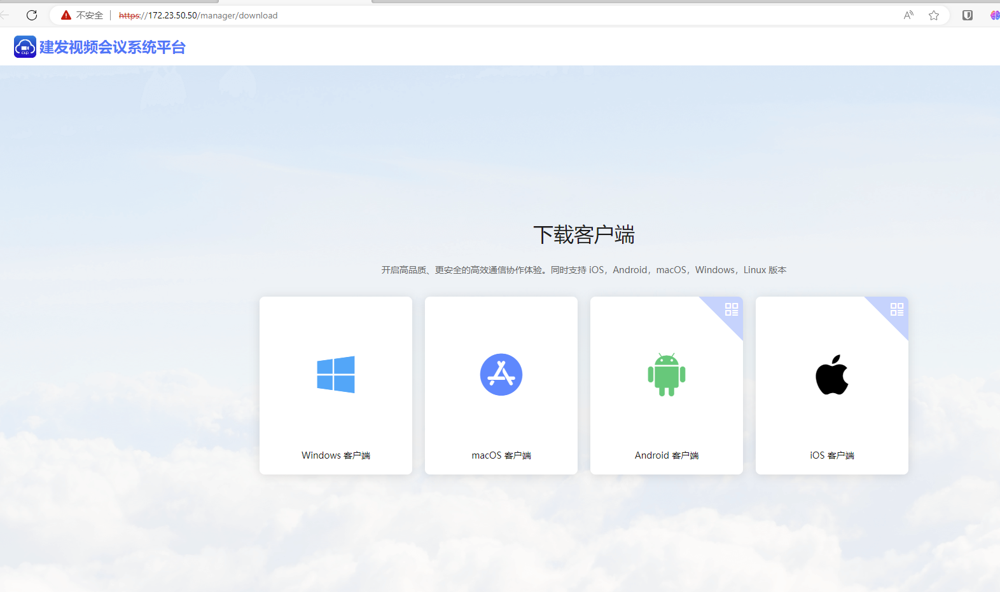 不安全 https://172.23.50.50/manager/download
建发视频会议系统平台
下载客户端
开启高品质、更安全的高效通信协作体验。同时支持 iOS，Android，macOS，Windows，Linux 版本
Windows 客户端
macOS 客户端
Android 客户端
iOS 客户端